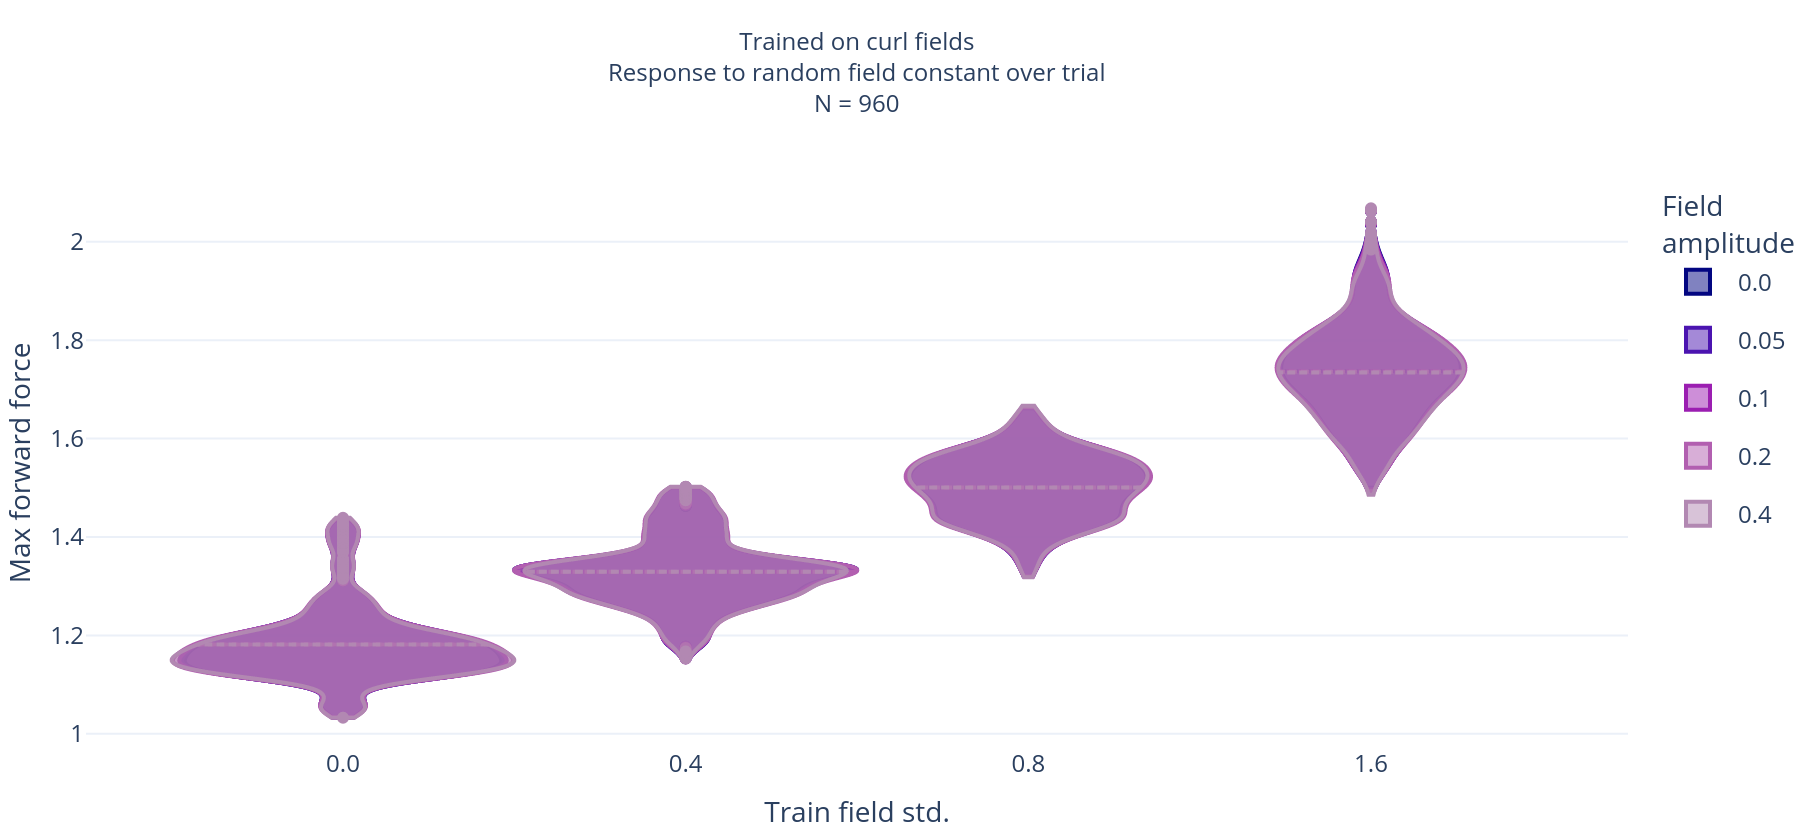 Trained on curl fields
Response to random field constant over trial
N = 960
Max forward force
2
1.8
1.6
1.4
1.2
1
0.0
0.4
0.8
1.6
Train field std.
Field
amplitude
0.0
0.05
0.1
0.2
0.4